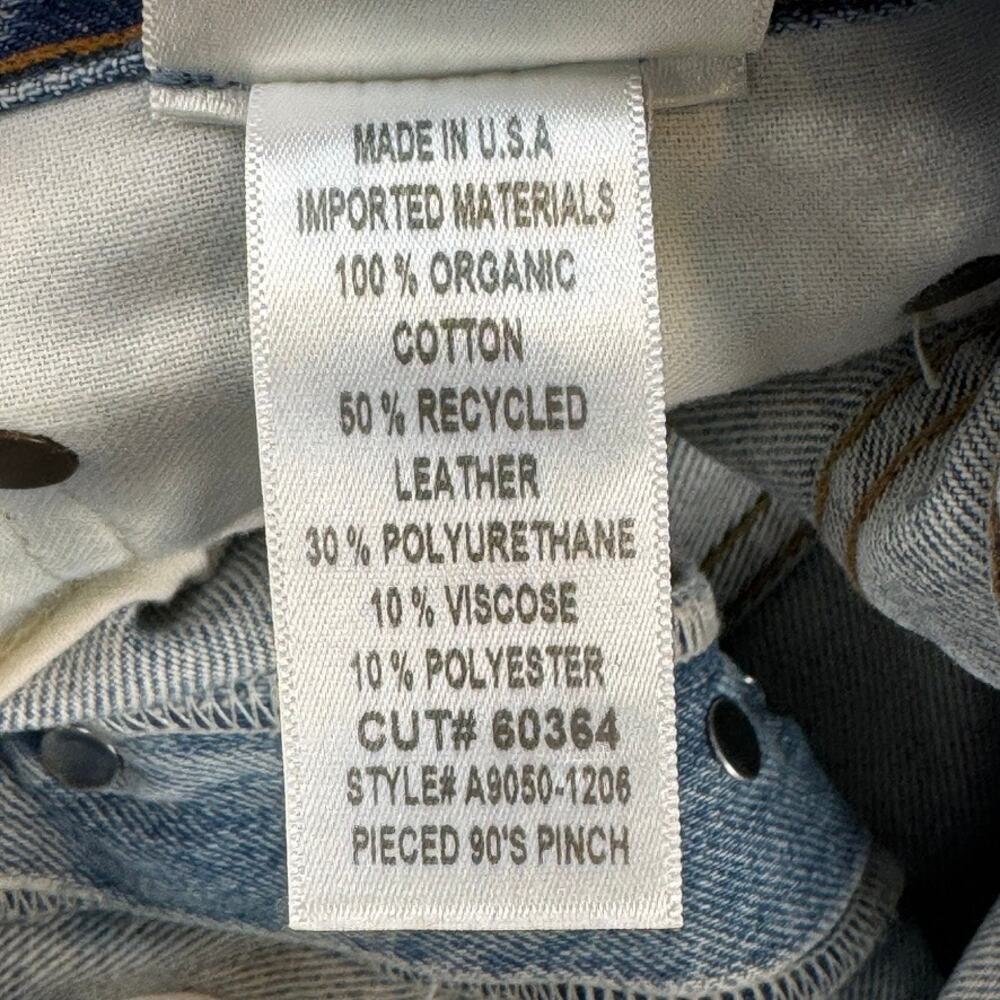 MADE IN U.S.A
IMPORTED MATERIALS
100 % ORGANIC
COTTON
50 % RECYCLED
LEATHER
30 % POLYURETHANE
10 % VISCOSE
10 % POLYESTER
CUT# 60364
STYLE# A9050-1206
PIECED 90'S PINCH